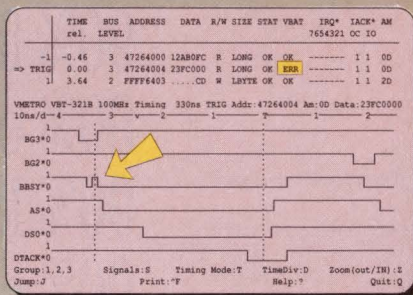 TIME BUS ADDRESS DATA R/W SIZE STAT VBAT IRQ* IACK* AM
rel. LEVEL 7654321 OC IO
-1 -0.46 3 47264000 12AB0FC R LONG OK OK ------- 1 1 0D
=> TRIG 0.00 3 47264004 23FC000 R LONG OK ERR ------- 1 1 0D
1 3.64 2 FFFF6403 .....CD W LBYTE OK OK ------- 1 1 2D
VMETRO VBT-321B 100MHz Timing 330ns TRIG Addr:47264004 Am:0D Data:23FC0000
10ns/d-4 3 v 2 1 T 1 2
1
BG3*0
1
BG2*0
1
BBSY*0
1
AS*0
1
DS0*0
1
DTACK*0
Group:1,2,3 Signals:S Timing Mode:T TimeDiv:D Zoom(out/IN):Z
Jump:J Print:^F Help:? Quit:Q